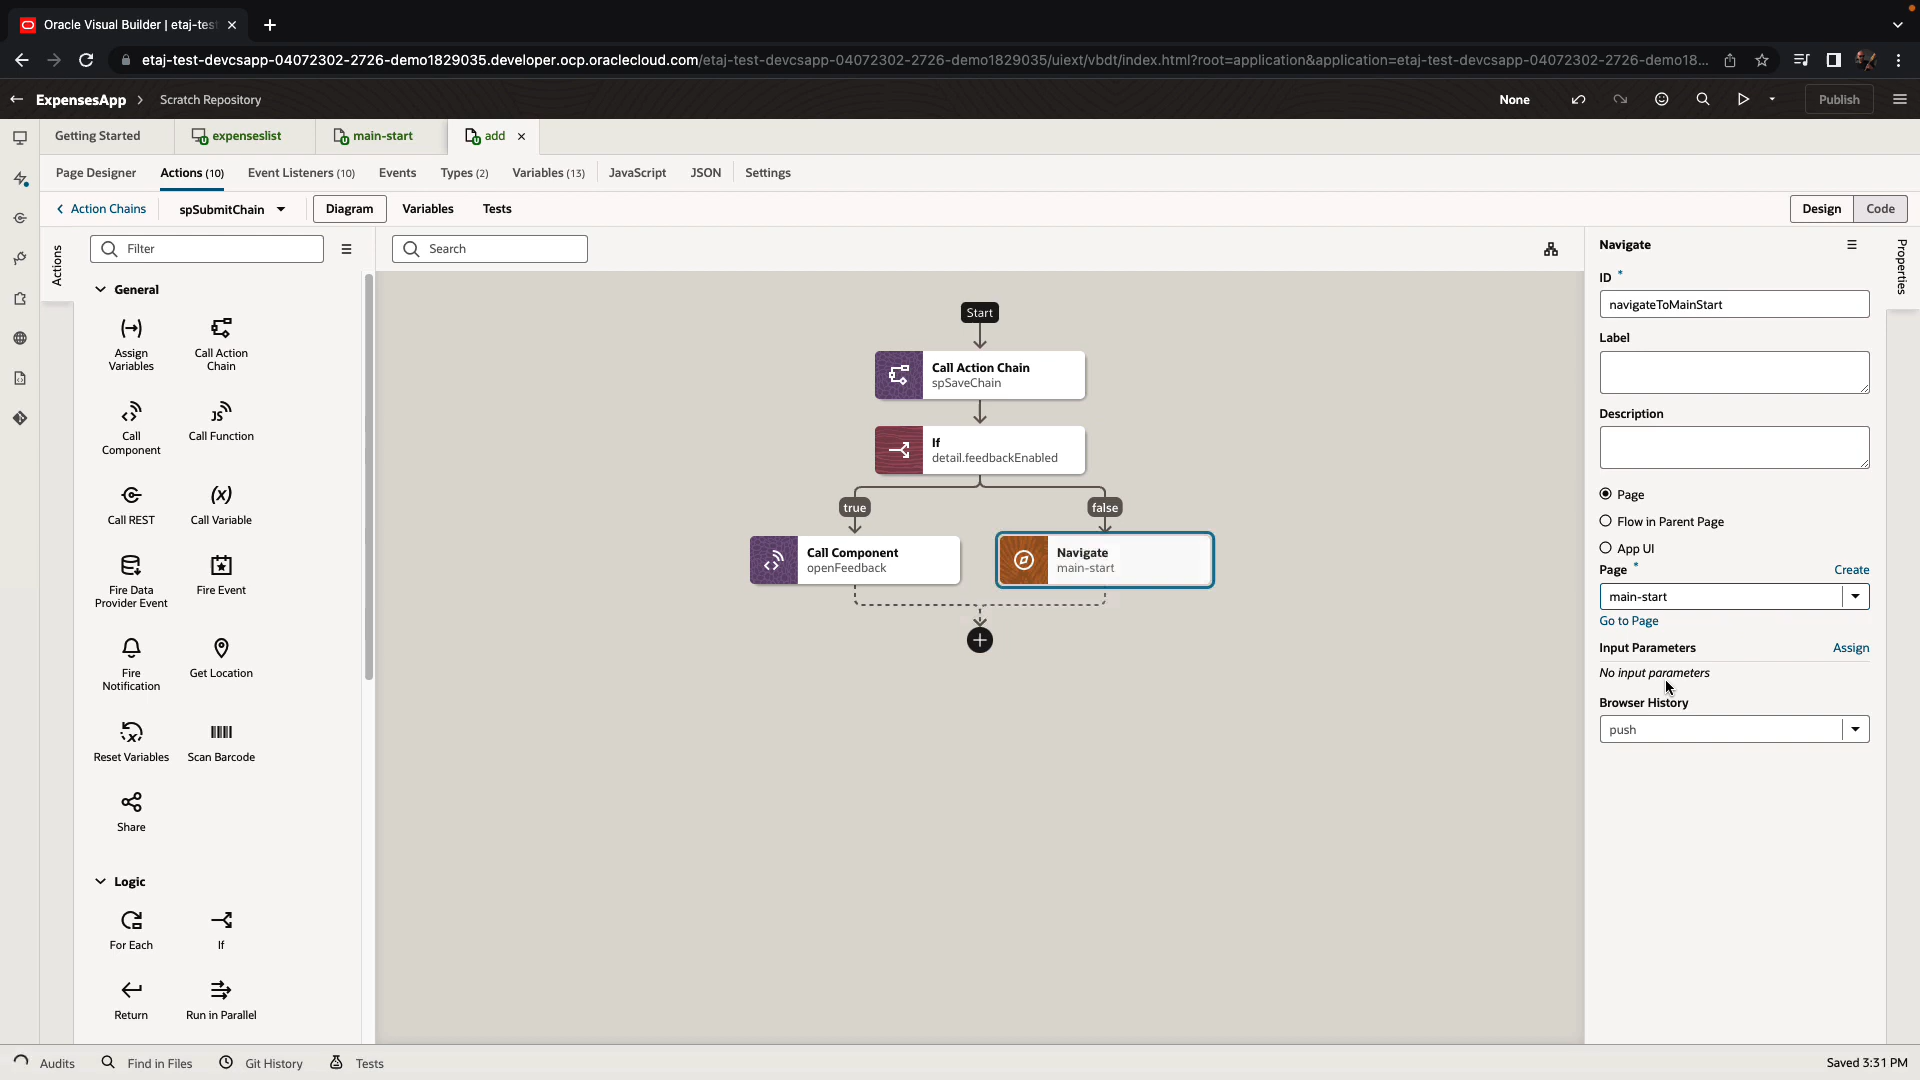 Oracle Visual Builder | etaj-test
etaj-test-devcsapp-04072302-2726-demo1829035.developer.ocp.oraclecloud.com/etaj-test-devcsapp-04072302-2726-demo1829035/uiext/vbdt/index.html?root=application&application=etaj-test-devcsapp-04072302-2726-demo18...
ExpensesApp > Scratch Repository
None
Publish
Getting Started
expenseslist
main-start
add
Page Designer
Actions (10)
Event Listeners (10)
Events
Types (2)
Variables (13)
JavaScript
JSON
Settings
Action Chains
spSubmitChain
Diagram
Variables
Tests
Design
Code
Actions
Filter
Search
General
Assign Variables
Call Action Chain
Call Component
Call Function
Call REST
Call Variable
Fire Data Provider Event
Fire Event
Fire Notification
Get Location
Reset Variables
Scan Barcode
Share
Logic
For Each
If
Return
Run in Parallel
Start
Call Action Chain
spSaveChain
If
detail.feedbackEnabled
true
false
Call Component
openFeedback
Navigate
main-start
Navigate
Properties
ID *
navigateToMainStart
Label
Description
Page
Flow in Parent Page
App UI
Page *
Create
main-start
Go to Page
Input Parameters
Assign
No input parameters
Browser History
push
Audits
Find in Files
Git History
Tests
Saved 3:31 PM